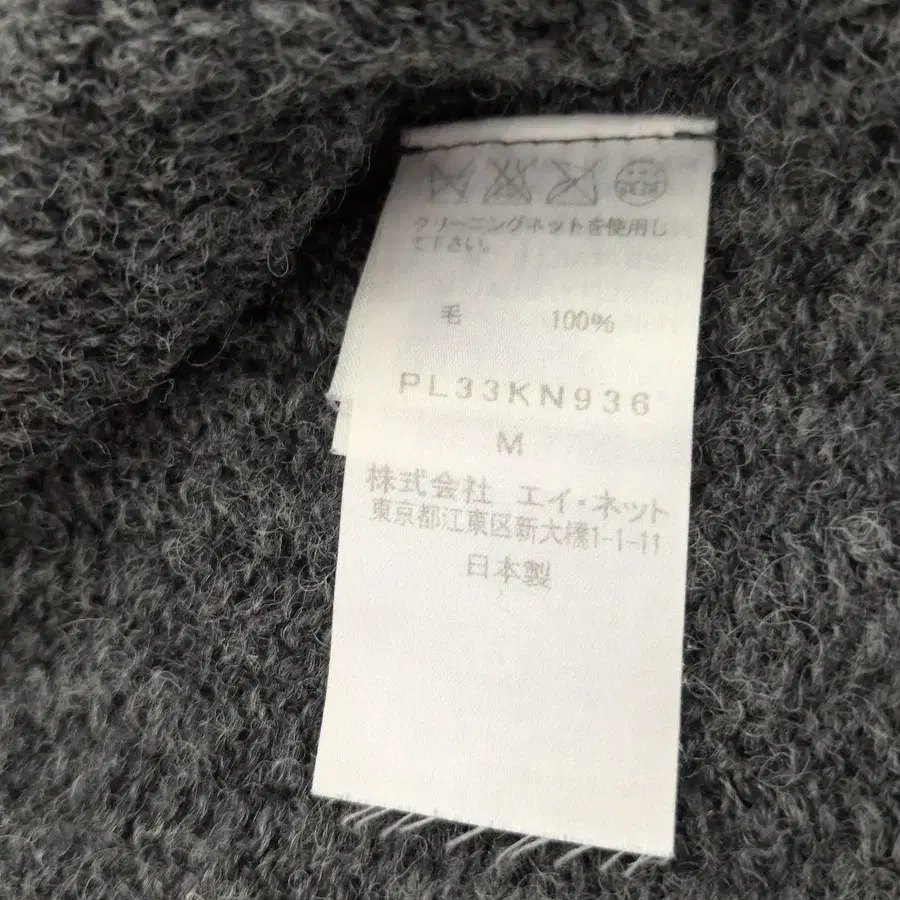 クリーニングネットを使用し
て下さい。
毛 100%
PL33KN936
M
株式会社 エイ・ネット
東京都江東区新大橋1-1-11
日本製